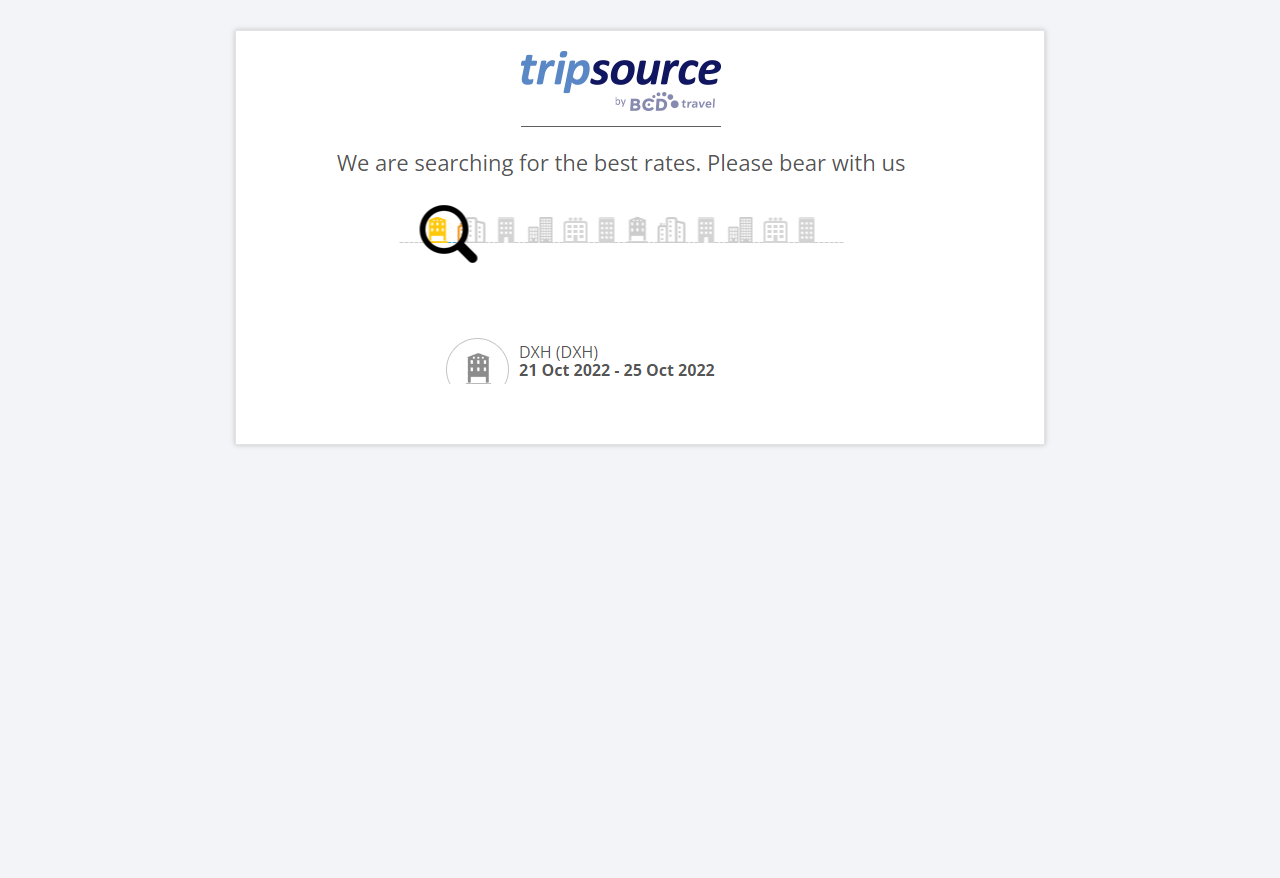 tripsource
by BCD travel
We are searching for the best rates. Please bear with us
DXH (DXH)
21 Oct 2022 - 25 Oct 2022